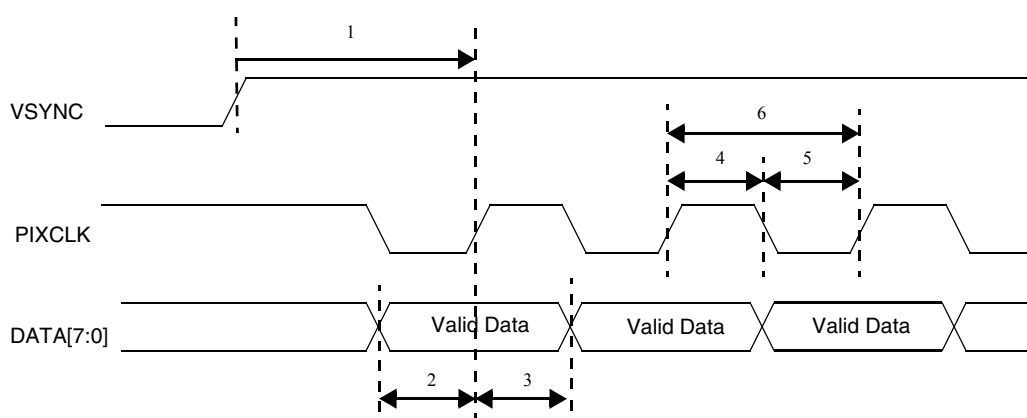 1
VSYNC
6
4 5
PIXCLK
DATA[7:0]
Valid Data Valid Data Valid Data
2 3